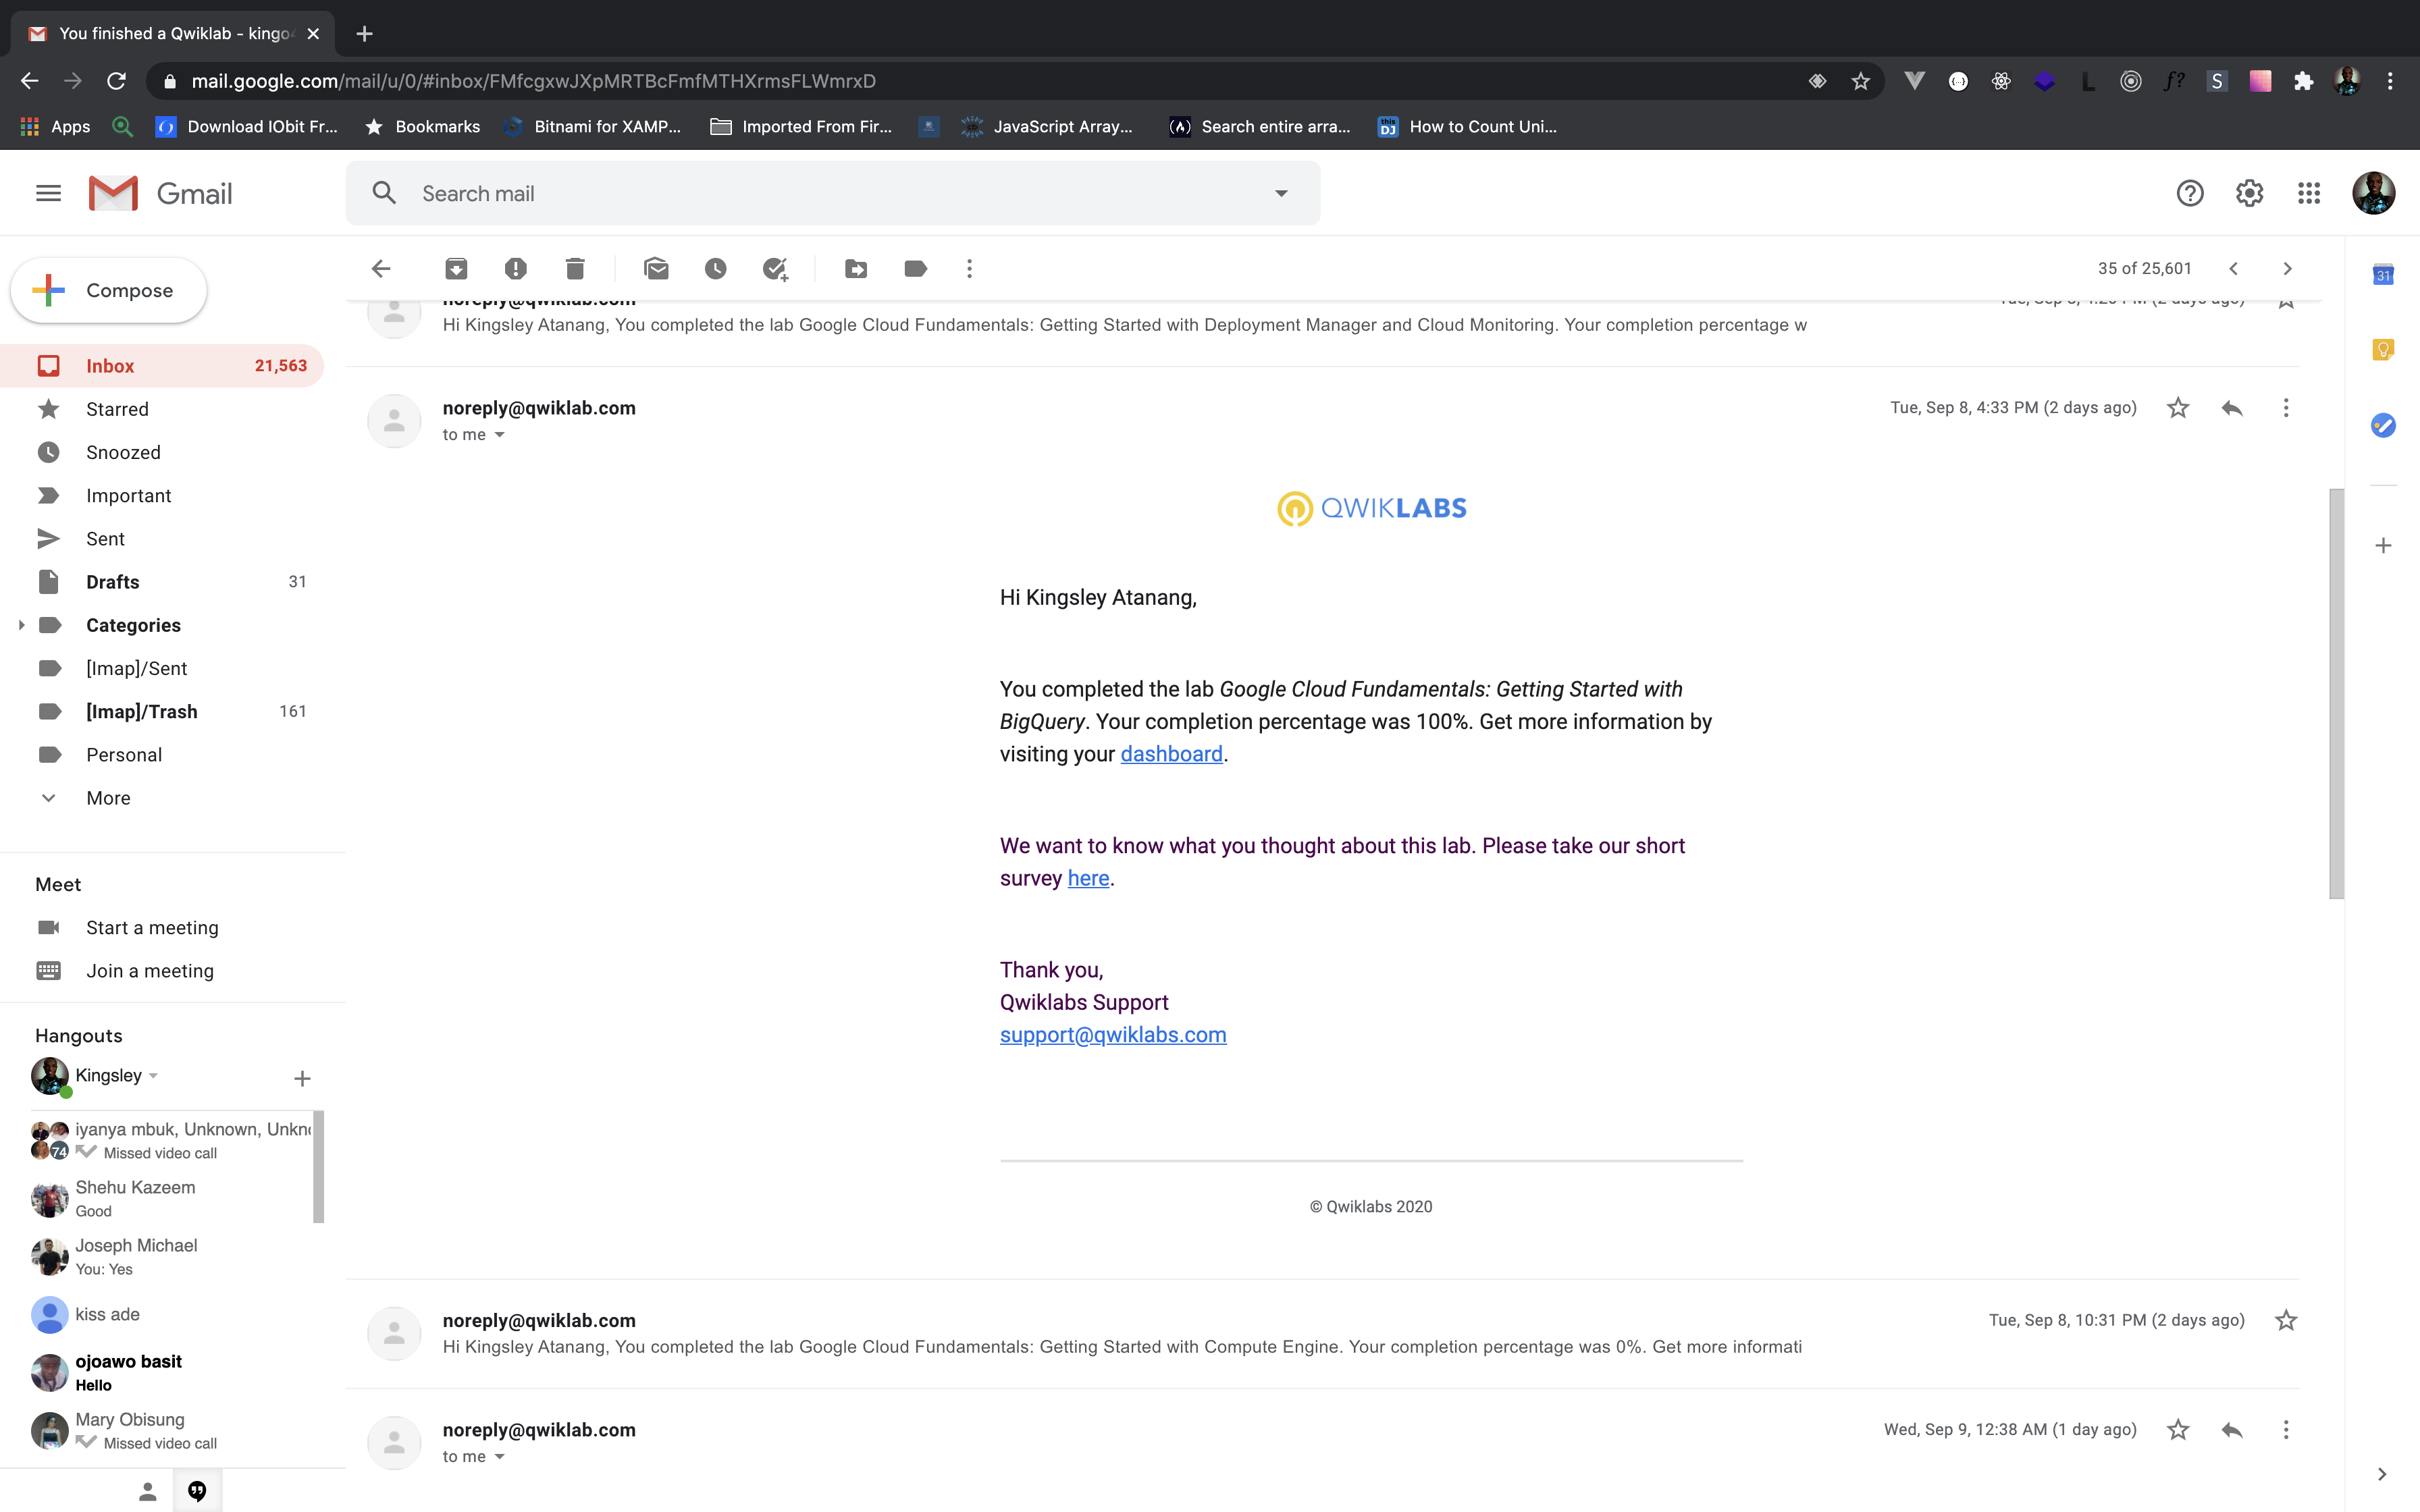 You finished a Qwiklab - kingo
mail.google.com/mail/u/0/#inbox/FMfcgxwJXpMRTBcFmfMTHXrmsFLWmrxD
Apps
Download IObit Fr...
Bookmarks
Bitnami for XAMP...
Imported From Fir...
JavaScript Array...
Search entire arra...
this DJ
How to Count Uni...
Gmail
Search mail
Compose
35 of 25,601
31
noreply@qwiklab.com
Hi Kingsley Atanang, You completed the lab Google Cloud Fundamentals: Getting Started with Deployment Manager and Cloud Monitoring. Your completion percentage w
Inbox 21,563
Starred
Snoozed
Important
Sent
Drafts 31
Categories
[Imap]/Sent
[Imap]/Trash 161
Personal
More
Meet
Start a meeting
Join a meeting
Hangouts
Kingsley
iyanya mbuk, Unknown, Unkn
74
Missed video call
Shehu Kazeem
Good
Joseph Michael
You: Yes
kiss ade
ojoawo basit
Hello
Mary Obisung
Missed video call
noreply@qwiklab.com
Tue, Sep 8, 4:33 PM (2 days ago)
to me
QWIKLABS
Hi Kingsley Atanang,
You completed the lab Google Cloud Fundamentals: Getting Started with
BigQuery. Your completion percentage was 100%. Get more information by
visiting your dashboard.
We want to know what you thought about this lab. Please take our short
survey here.
Thank you,
Qwiklabs Support
support@qwiklabs.com
© Qwiklabs 2020
noreply@qwiklab.com
Tue, Sep 8, 10:31 PM (2 days ago)
Hi Kingsley Atanang, You completed the lab Google Cloud Fundamentals: Getting Started with Compute Engine. Your completion percentage was 0%. Get more informati
noreply@qwiklab.com
Wed, Sep 9, 12:38 AM (1 day ago)
to me